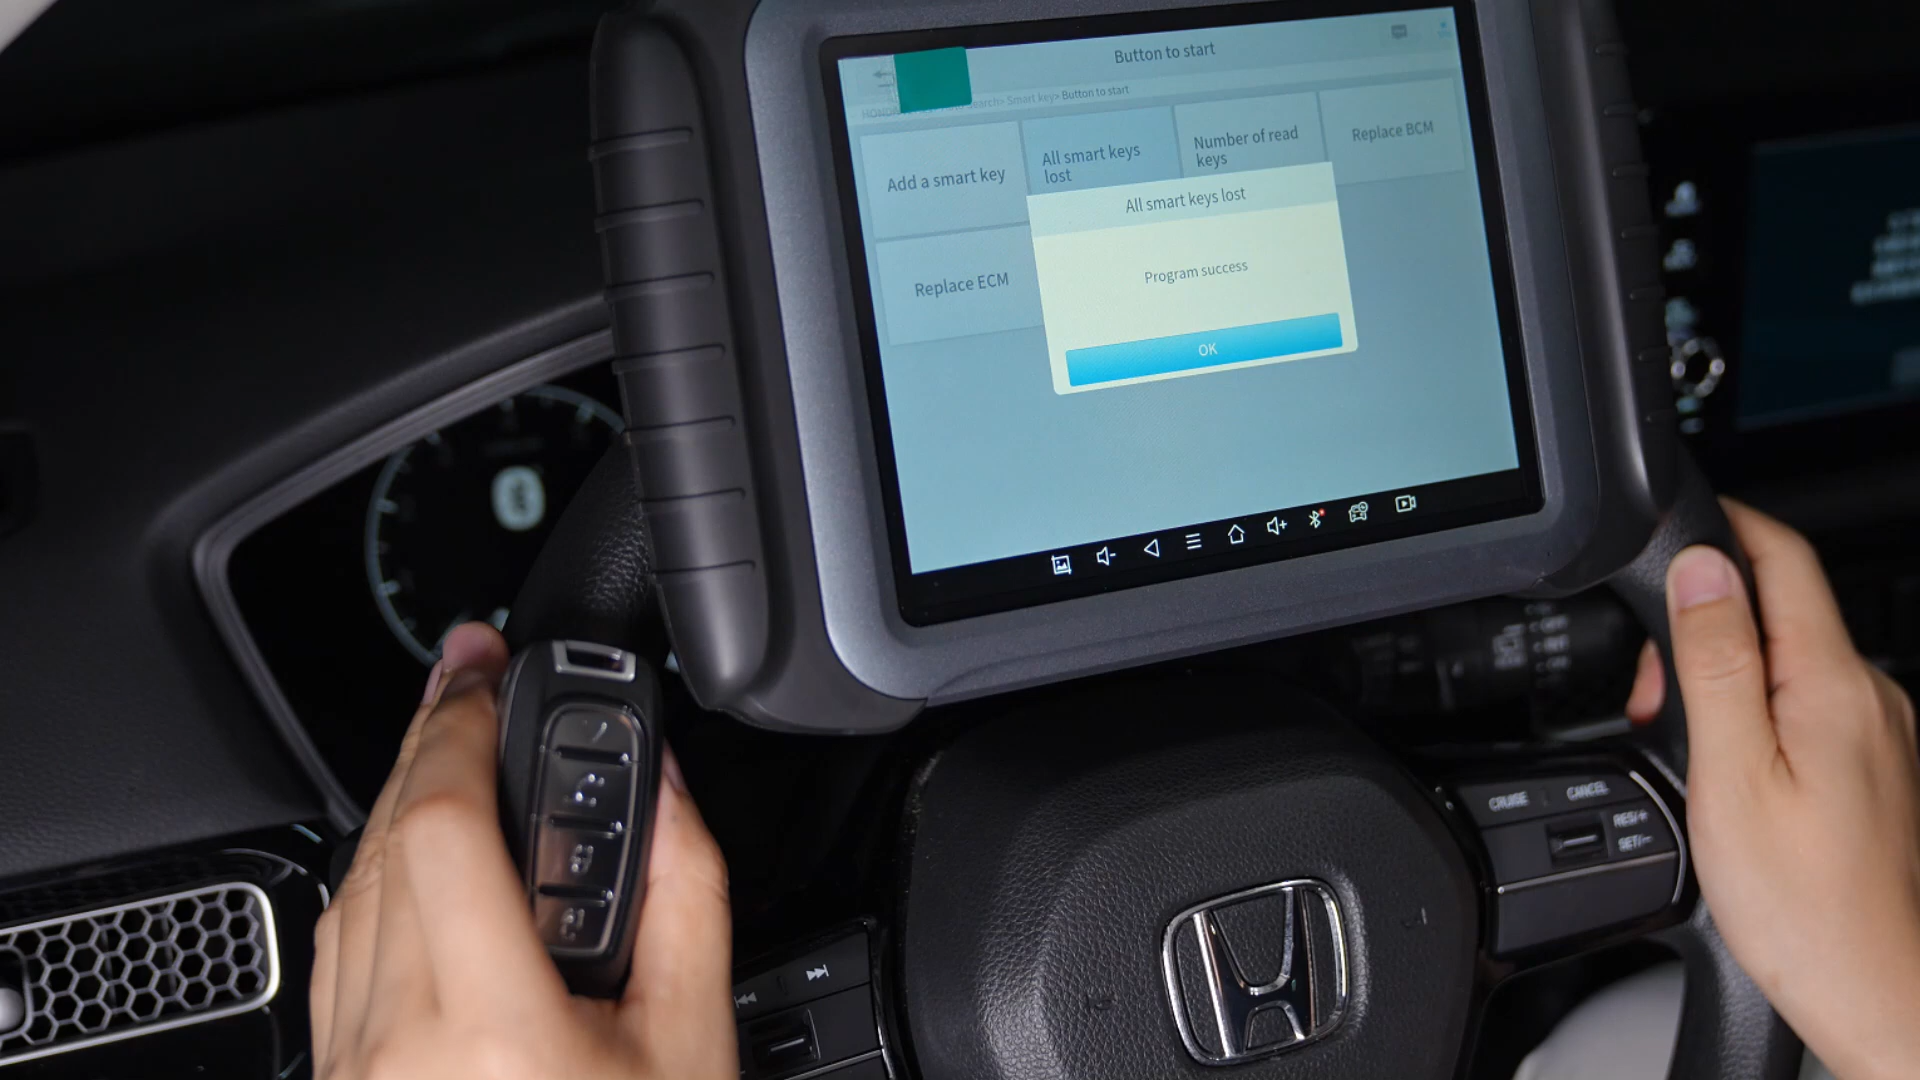 Button to start
Search> Smart key> Button to start
Add a smart key
All smart keys
lost
Number of read
keys
Replace BCM
Replace ECM
All smart keys lost
Program success
OK
CRUISE
CANCEL
RES/+
SET/−